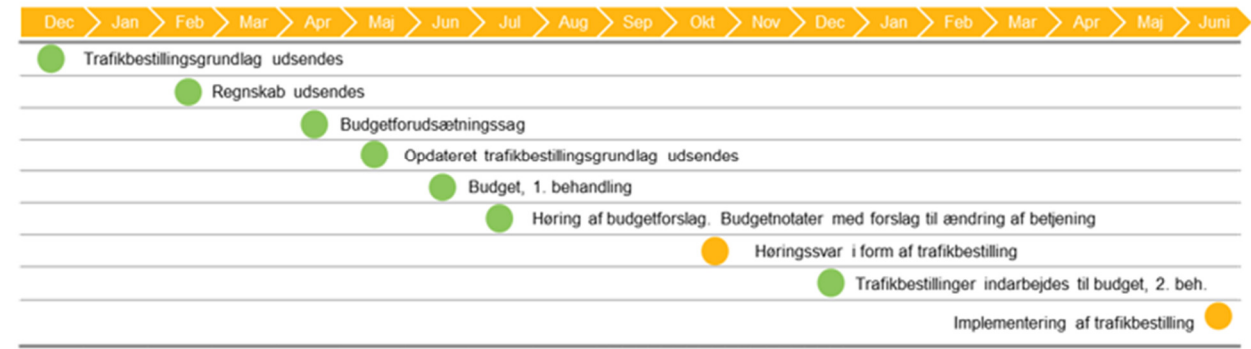 Dec Jan Feb Mar Apr Maj Jun Jul Aug Sep Okt Nov Dec Jan Feb Mar Apr Maj Juni
Trafikbestillingsgrundlag udsendes
Regnskab udsendes
Budgetforudsætningssag
Opdateret trafikbestillingsgrundlag udsendes
Budget, 1. behandling
Høring af budgetforslag. Budgetnotater med forslag til ændring af betjening
Høringssvar i form af trafikbestilling
Trafikbestillinger indarbejdes til budget, 2. beh.
Implementering af trafikbestilling